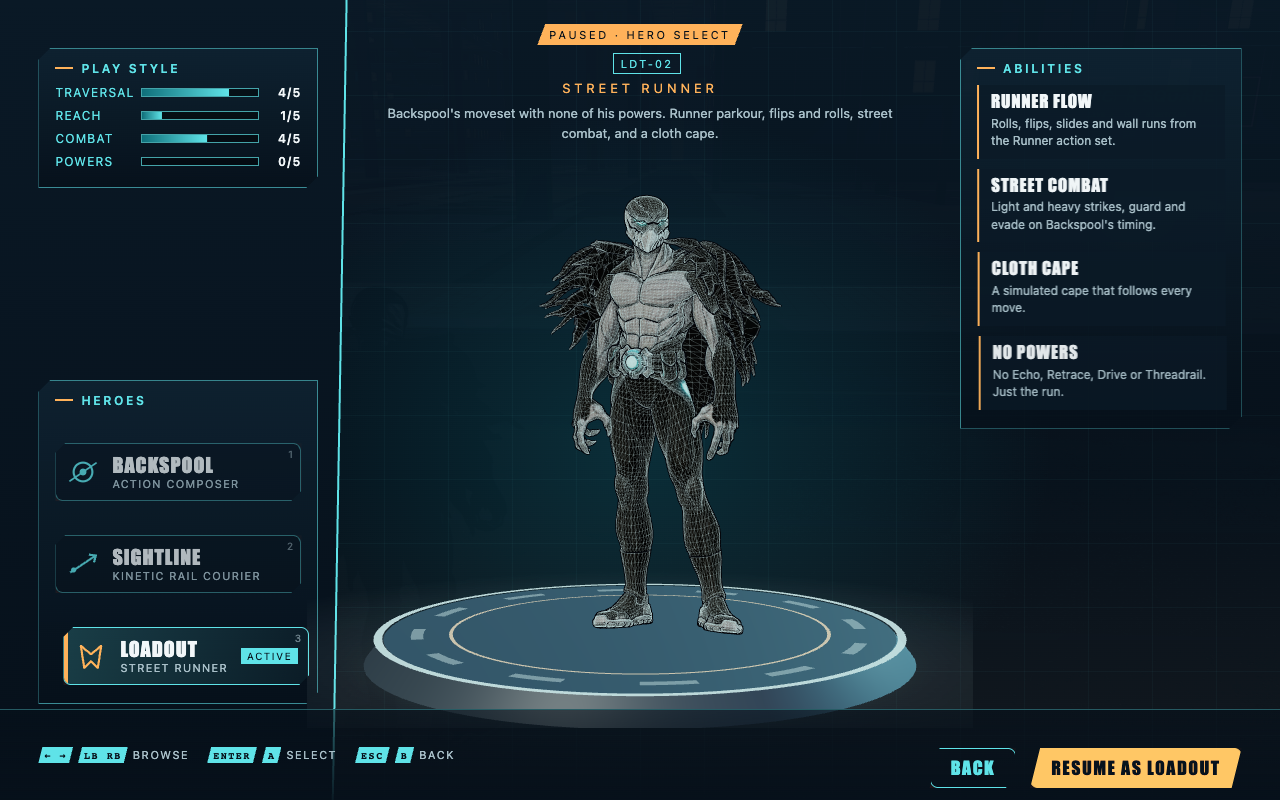 PAUSED · HERO SELECT
LDT-02
STREET RUNNER
Backspool's moveset with none of his powers. Runner parkour, flips and rolls, street
combat, and a cloth cape.
PLAY STYLE
TRAVERSAL 4/5
REACH 1/5
COMBAT 4/5
POWERS 0/5
HEROES
BACKSPOOL 1
ACTION COMPOSER
SIGHTLINE 2
KINETIC RAIL COURIER
LOADOUT 3
STREET RUNNER ACTIVE
ABILITIES
RUNNER FLOW
Rolls, flips, slides and wall runs from
the Runner action set.
STREET COMBAT
Light and heavy strikes, guard and
evade on Backspool's timing.
CLOTH CAPE
A simulated cape that follows every
move.
NO POWERS
No Echo, Retrace, Drive or Threadrail.
Just the run.
← → LB RB BROWSE ENTER A SELECT ESC B BACK
BACK RESUME AS LOADOUT